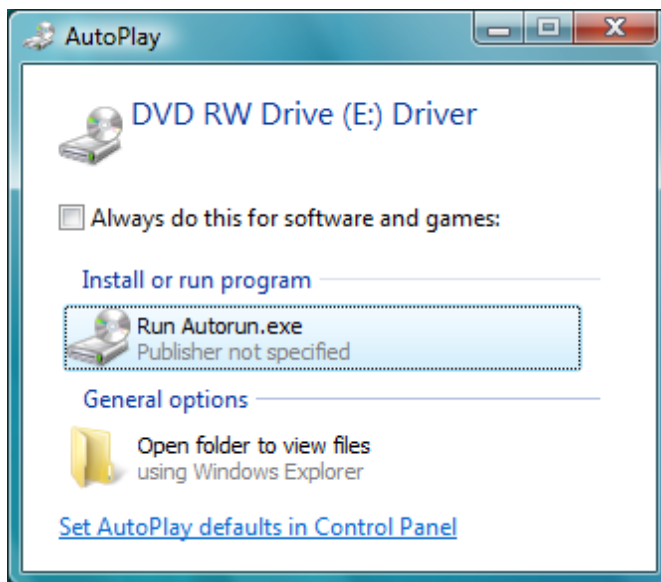 AutoPlay
DVD RW Drive (E:) Driver
Always do this for software and games:
Install or run program
Run Autorun.exe
Publisher not specified
General options
Open folder to view files
using Windows Explorer
Set AutoPlay defaults in Control Panel